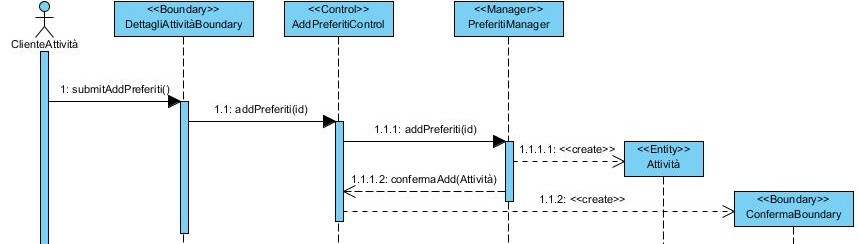 <<Boundary>>
DettagliAttivitàBoundary
<<Control>>
AddPreferitiControl
<<Manager>>
PreferitiManager
ClienteAttività
1: submitAddPreferiti()
1.1: addPreferiti(id)
1.1.1: addPreferiti(id)
1.1.1.1: <<create>>
<<Entity>>
Attività
1.1.1.2: confermaAdd(Attività)
1.1.2: <<create>>
<<Boundary>>
ConfermaBoundary